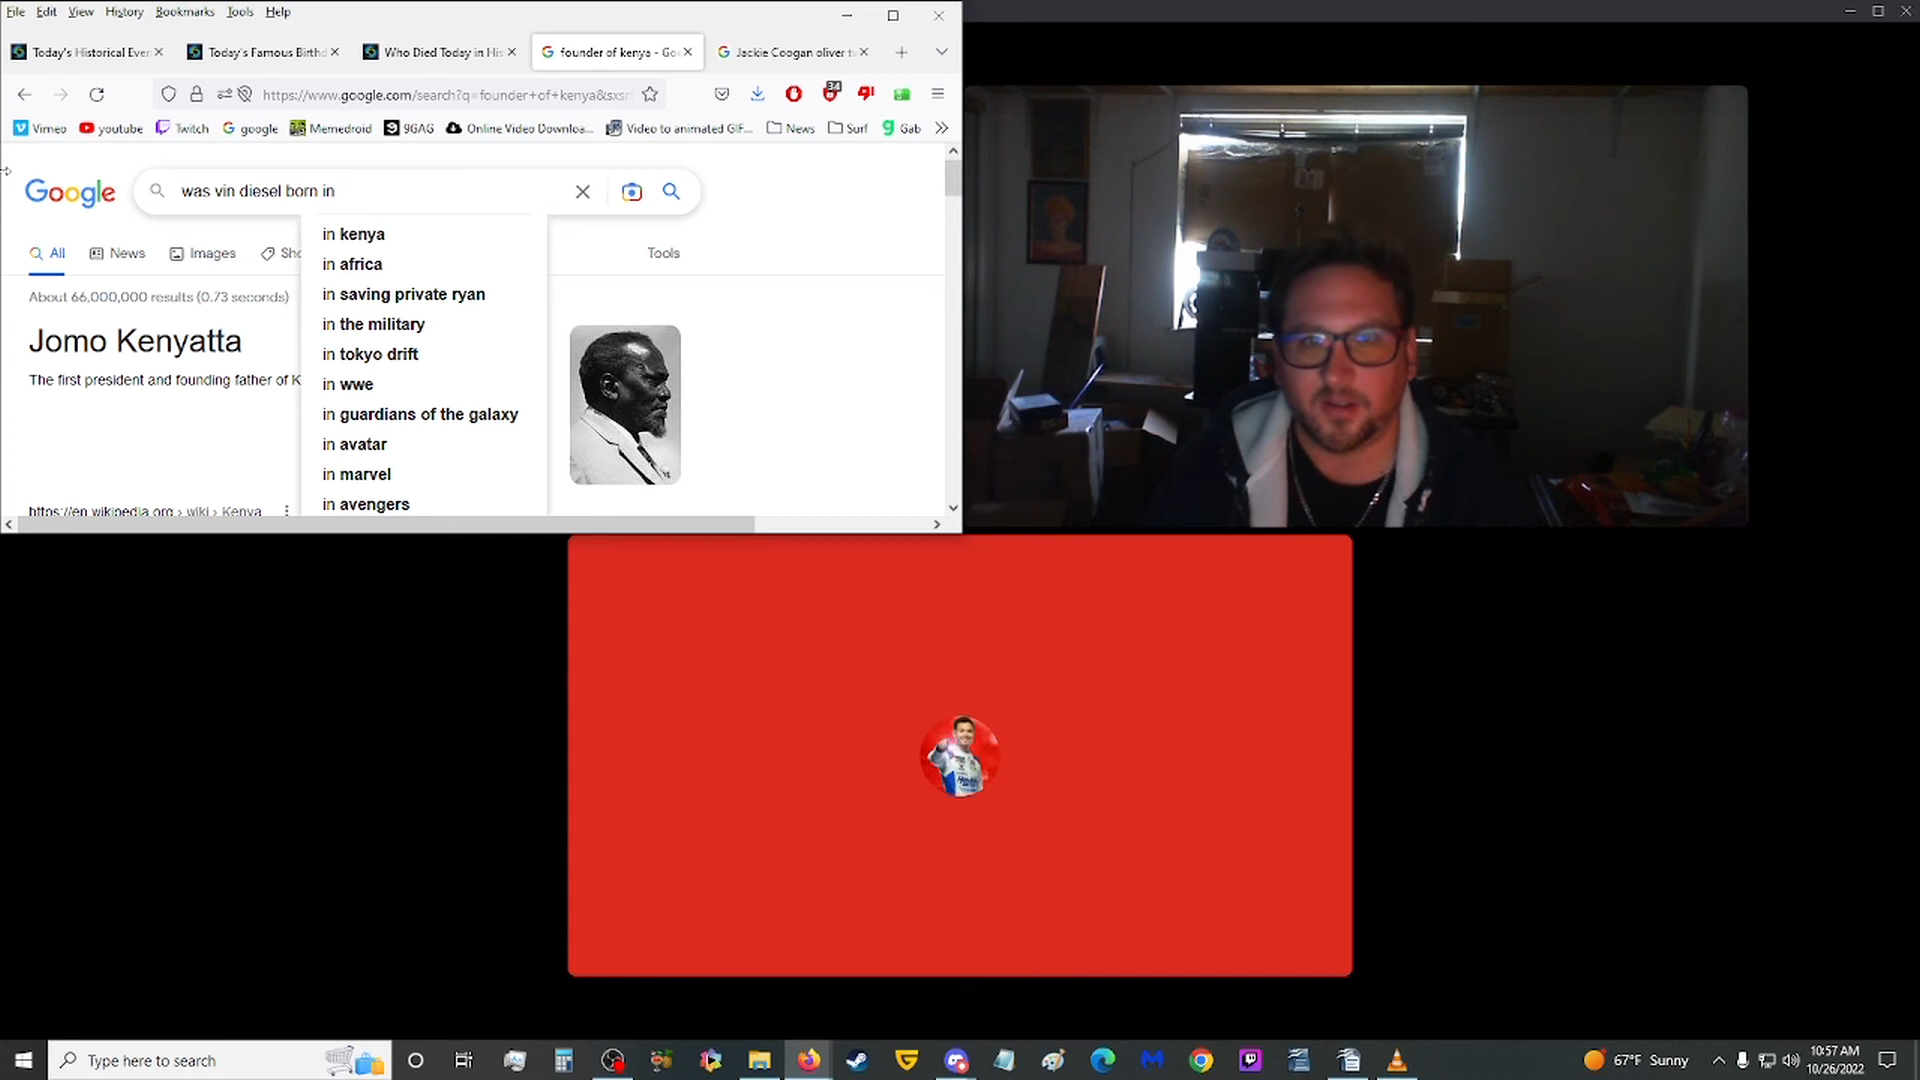 File Edit View History Bookmarks Tools Help
Today's Historical Even
Today's Famous Birthd
Who Died Today in His
founder of kenya - Goo
Jackie Coogan oliver tw
https://www.google.com/search?q=founder+of+kenya&sxsr
34
Vimeo youtube Twitch google Memedroid 9GAG Online Video Downloa... Video to animated GIF... News Surf Gab
Google
was vin diesel born in
in kenya
in africa
in saving private ryan
in the military
in tokyo drift
in wwe
in guardians of the galaxy
in avatar
in marvel
in avengers
All News Images Sho Tools
About 66,000,000 results (0.73 seconds)
Jomo Kenyatta
The first president and founding father of K
https://en.wikipedia.org › wiki › Kenya
Type here to search
67°F Sunny
10:57 AM
10/26/2022